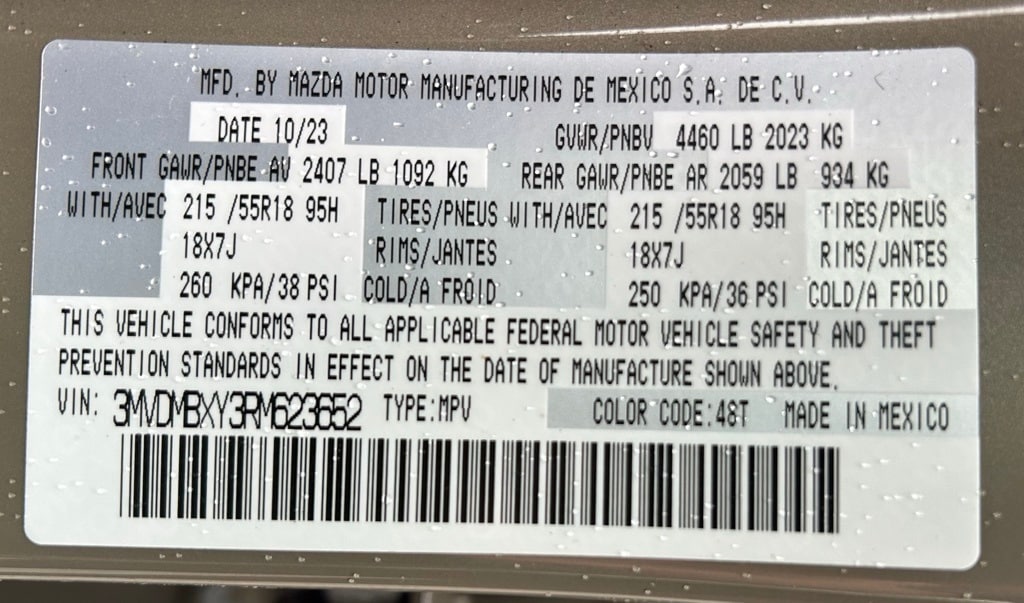 MFD. BY MAZDA MOTOR MANUFACTURING DE MEXICO S.A. DE C.V.
DATE 10/23 GVWR/PNBV 4460 LB 2023 KG
FRONT GAWR/PNBE AV 2407 LB 1092 KG REAR GAWR/PNBE AR 2059 LB 934 KG
WITH/AVEC 215 /55R18 95H TIRES/PNEUS WITH/AVEC 215 /55R18 95H TIRES/PNEUS
18X7J RIMS/JANTES 18X7J RIMS/JANTES
260 KPA/38 PSI COLD/A FROID 250 KPA/36 PSI COLD/A FROID
THIS VEHICLE CONFORMS TO ALL APPLICABLE FEDERAL MOTOR VEHICLE SAFETY AND THEFT
PREVENTION STANDARDS IN EFFECT ON THE DATE OF MANUFACTURE SHOWN ABOVE.
VIN: 3MVDMBXY3RM623652 TYPE:MPV COLOR CODE:48T MADE IN MEXICO